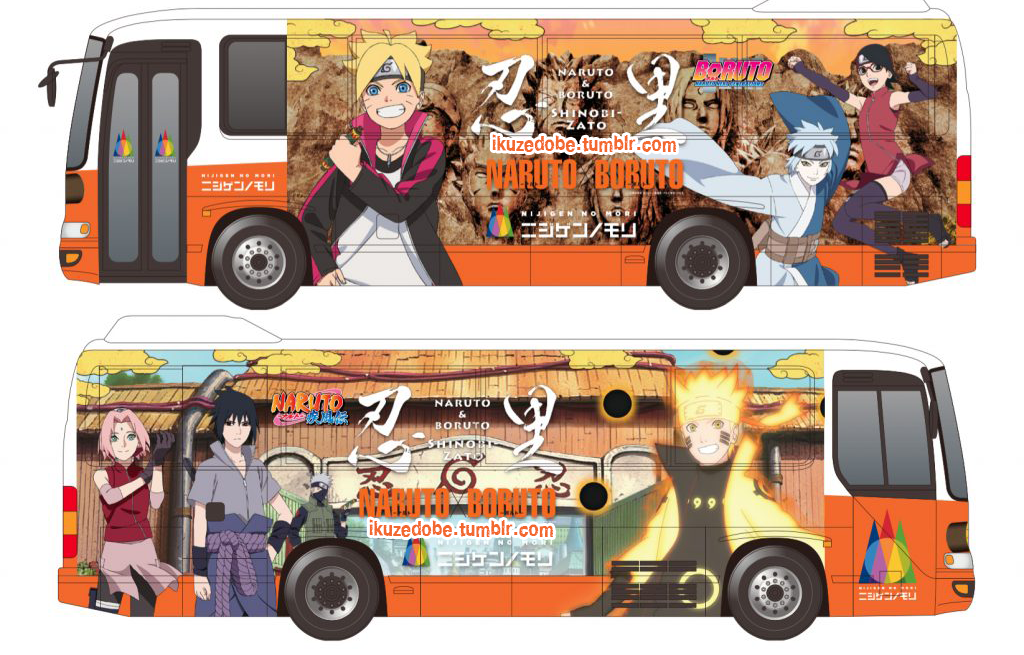 忍 里
NARUTO
&
BORUTO
SHINOBI-
ZATO
BORUTO
ikuzedobe.tumblr.com
NARUTO BORUTO
NIJIGEN NO MORI
ニジゲンノモリ
NIJIGEN NO MORI
ニジゲンノモリ
NARUTO
疾風伝
忍 里
NARUTO
&
BORUTO
SHINOBI-
ZATO
NARUTO BORUTO
ikuzedobe.tumblr.com
NIJIGEN NO MORI
ニジゲンノモリ
NIJIGEN NO MORI
ニジゲンノモリ